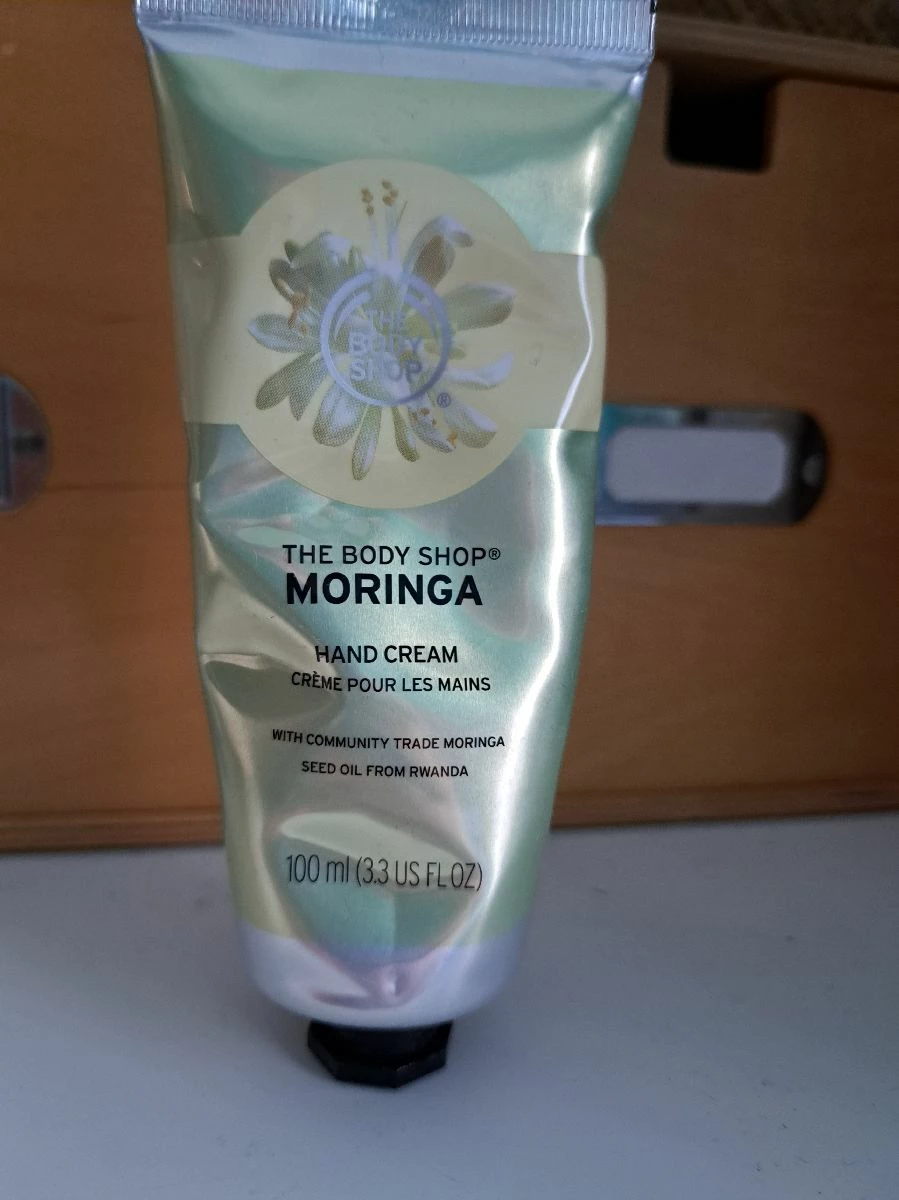 THE
BODY
SHOP®
THE BODY SHOP®
MORINGA
HAND CREAM
CRÈME POUR LES MAINS
WITH COMMUNITY TRADE MORINGA
SEED OIL FROM RWANDA
100 ml (3.3 US FL OZ)